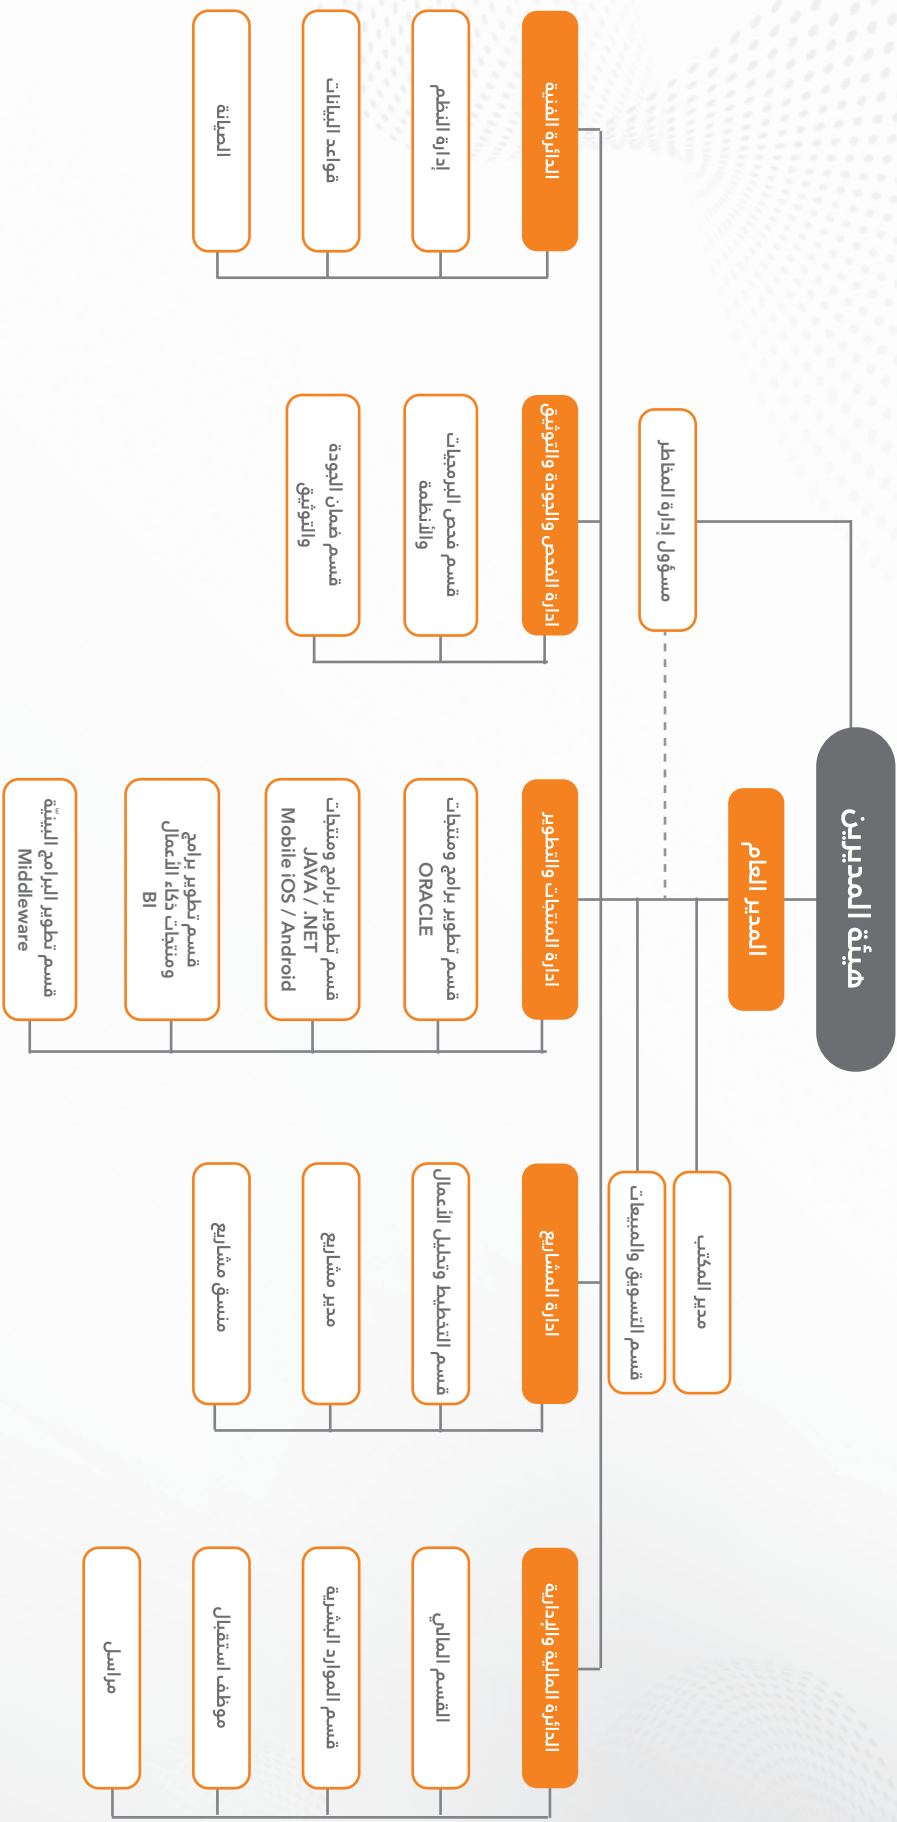 هيئة المديرين
المدير العام
مسؤول إدارة المخاطر
مدير المكتب
قسم التسويق والمبيعات
الدائرة المالية والإدارية
القسم المالي
قسم الموارد البشرية
موظف استقبال
مراسل
ادارة المشاريع
قسم التخطيط وتحليل الأعمال
مدير مشاريع
منسق مشاريع
ادارة المنتجات والتطوير
قسم تطوير برامج ومنتجات
ORACLE
قسم تطوير برامج ومنتجات
JAVA / .NET
Mobile iOS / Android
قسم تطوير برامج
ومنتجات ذكاء الأعمال
BI
قسم تطوير البرامج البينيّة
Middleware
ادارة الفحص والجودة والتوثيق
قسم فحص البرمجيات
والأنظمة
قسم ضمان الجودة
والتوثيق
الدائرة الفنية
إدارة النظم
قواعد البيانات
الصيانة